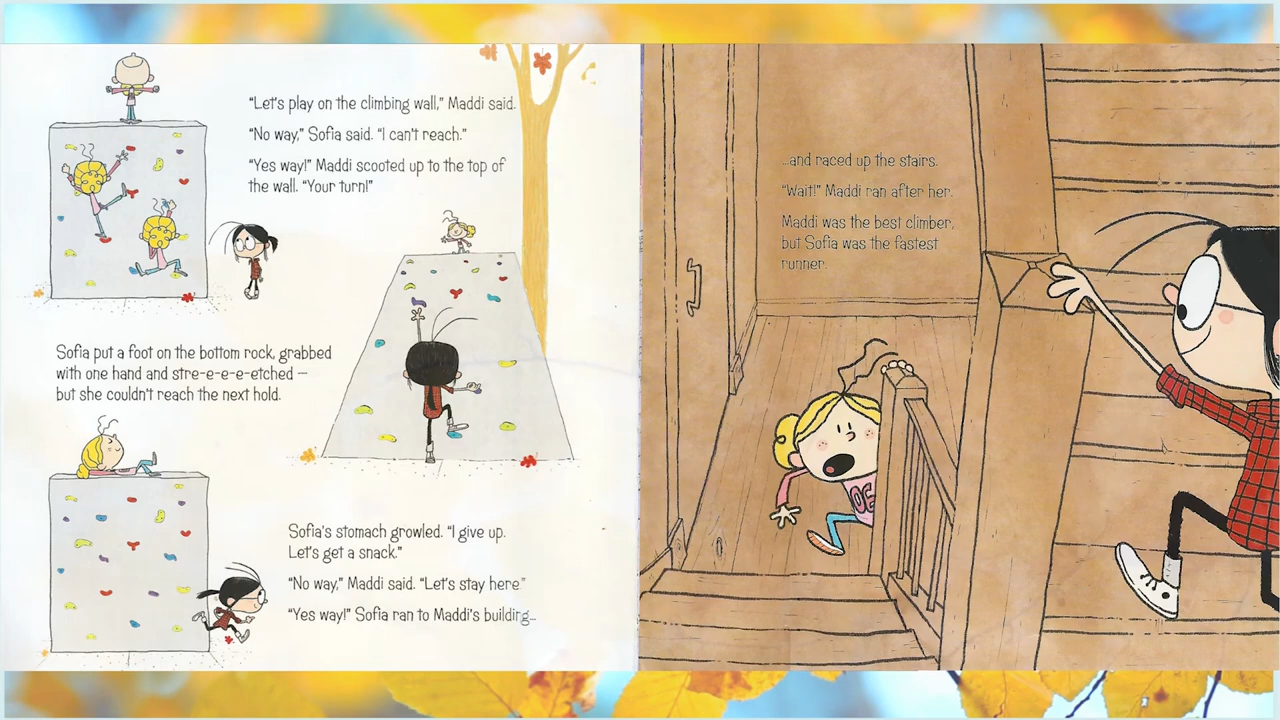 "Let's play on the climbing wall," Maddi said.
"No way," Sofia said. "I can't reach."
"Yes way!" Maddi scooted up to the top of
the wall. "Your turn!"
Sofia put a foot on the bottom rock, grabbed
with one hand and stre-e-e-e-etched –
but she couldn't reach the next hold.
Sofia's stomach growled. "I give up.
Let's get a snack."
"No way," Maddi said. "Let's stay here."
"Yes way!" Sofia ran to Maddi's building...
...and raced up the stairs.
"Wait!" Maddi ran after her.
Maddi was the best climber,
but Sofia was the fastest
runner.